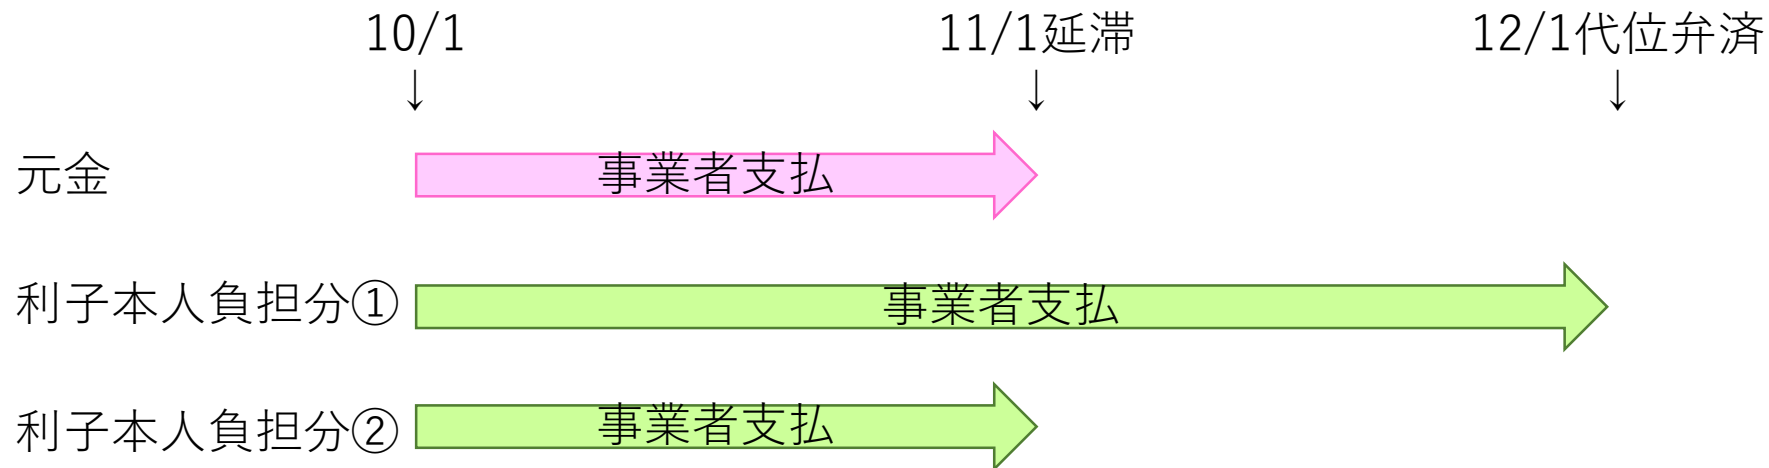 10/1 11/1延滞 12/1代位弁済
↓ ↓ ↓
元金 事業者支払
利子本人負担分① 事業者支払
利子本人負担分② 事業者支払